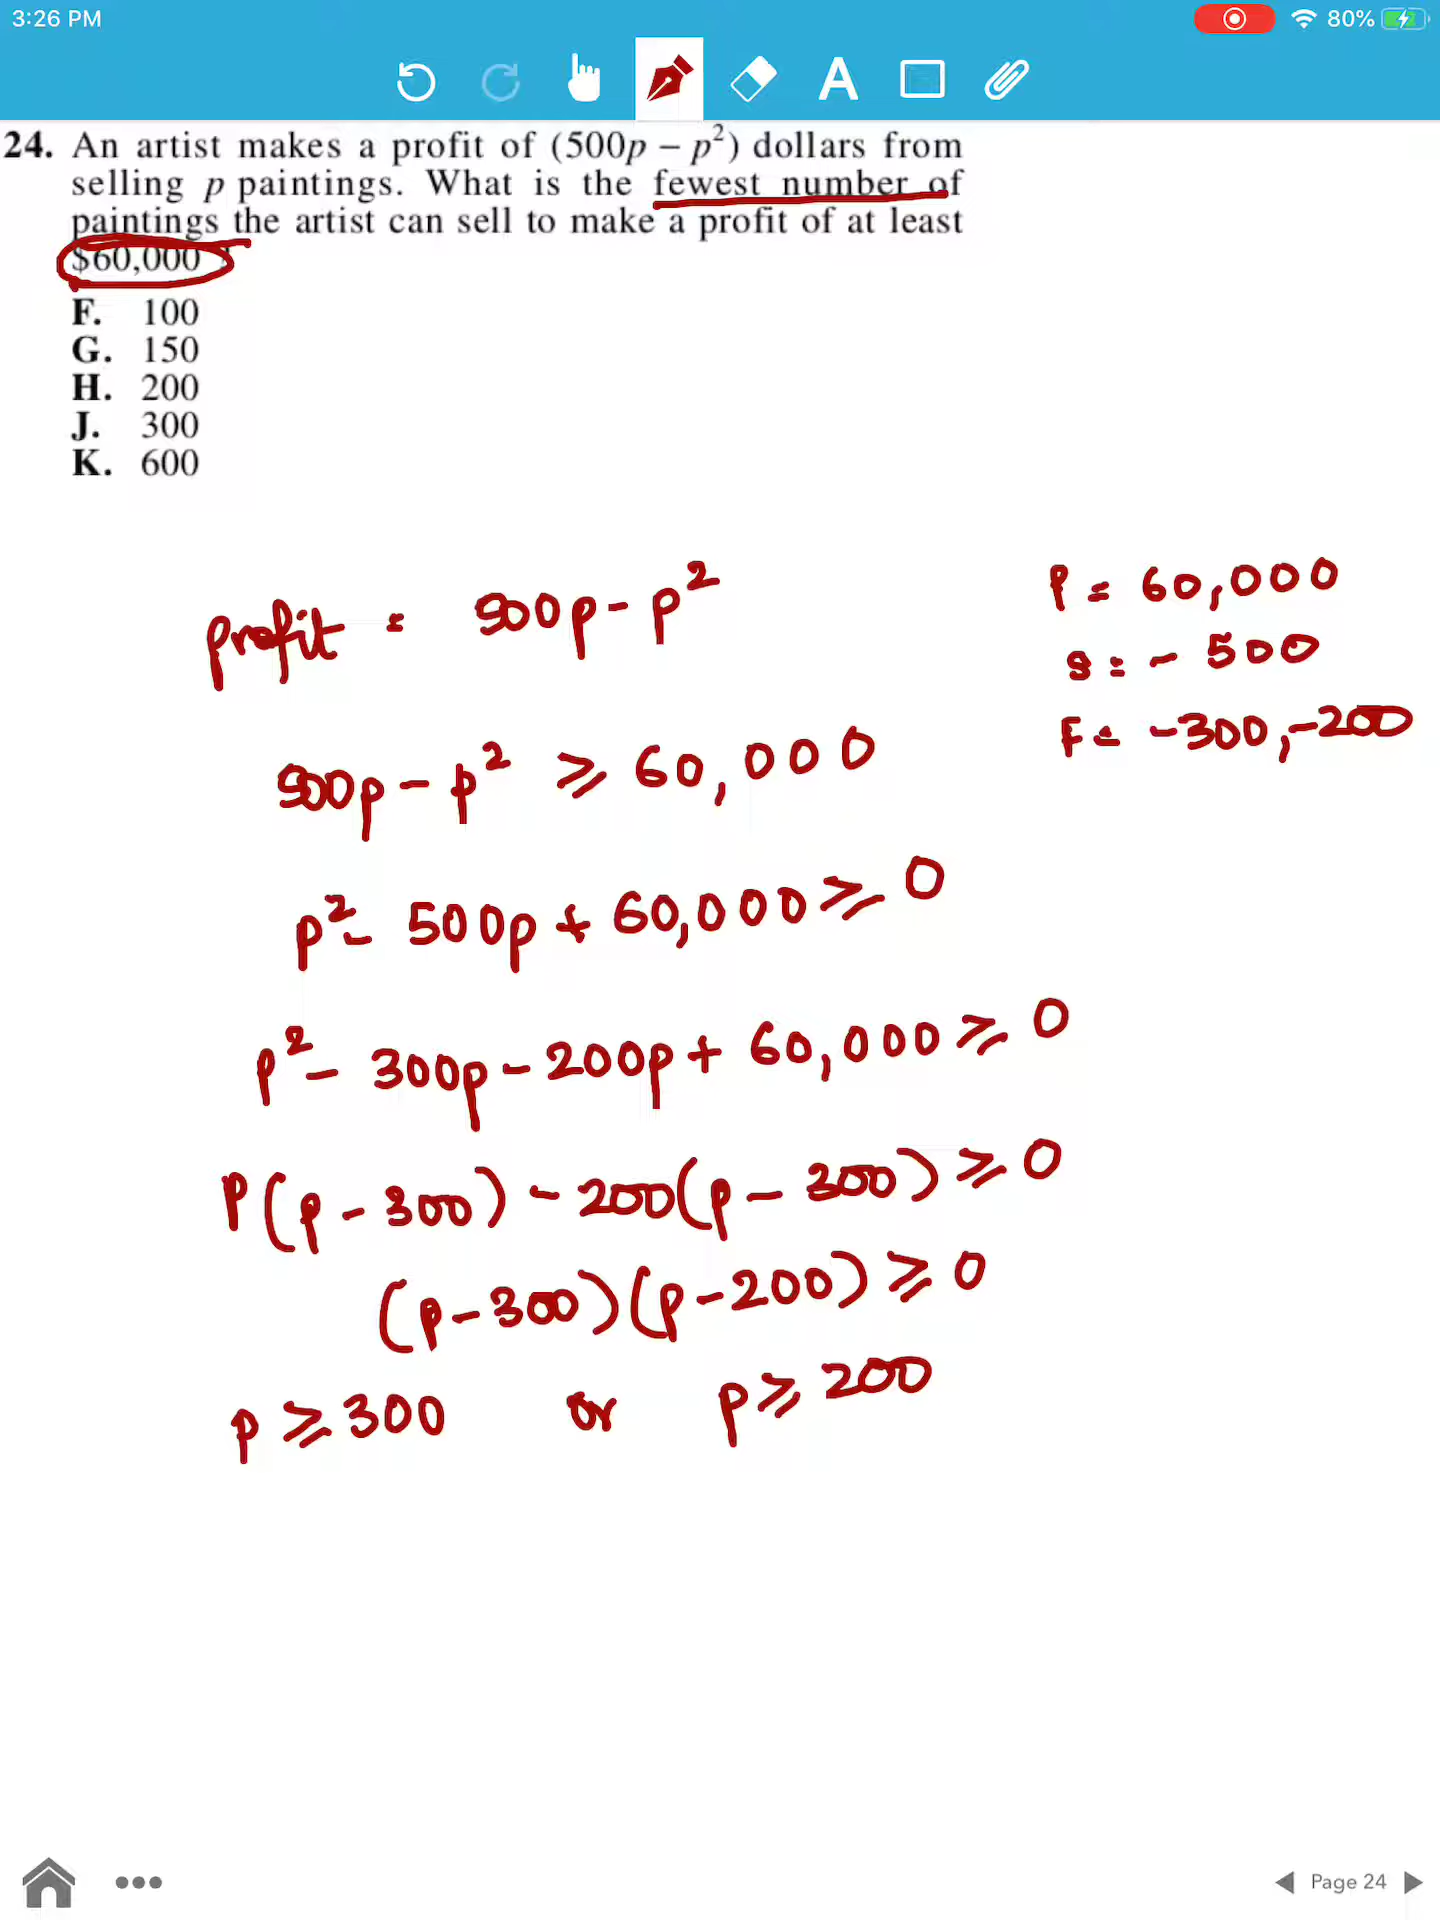 3:26 PM
80%
A
24. An artist makes a profit of (500p − p²) dollars from
selling p paintings. What is the fewest number of
paintings the artist can sell to make a profit of at least
$60,000
F. 100
G. 150
H. 200
J. 300
K. 600
profit = 500p - p²
500p - p² ≥ 60,000
p² - 500p + 60,000 ≥ 0
p² - 300p - 200p + 60,000 ≥ 0
P(p - 300) - 200(p - 300) ≥ 0
(p - 300)(p - 200) ≥ 0
p ≥ 300 or p ≥ 200
P = 60,000
S = - 500
F = -300, -200
Page 24